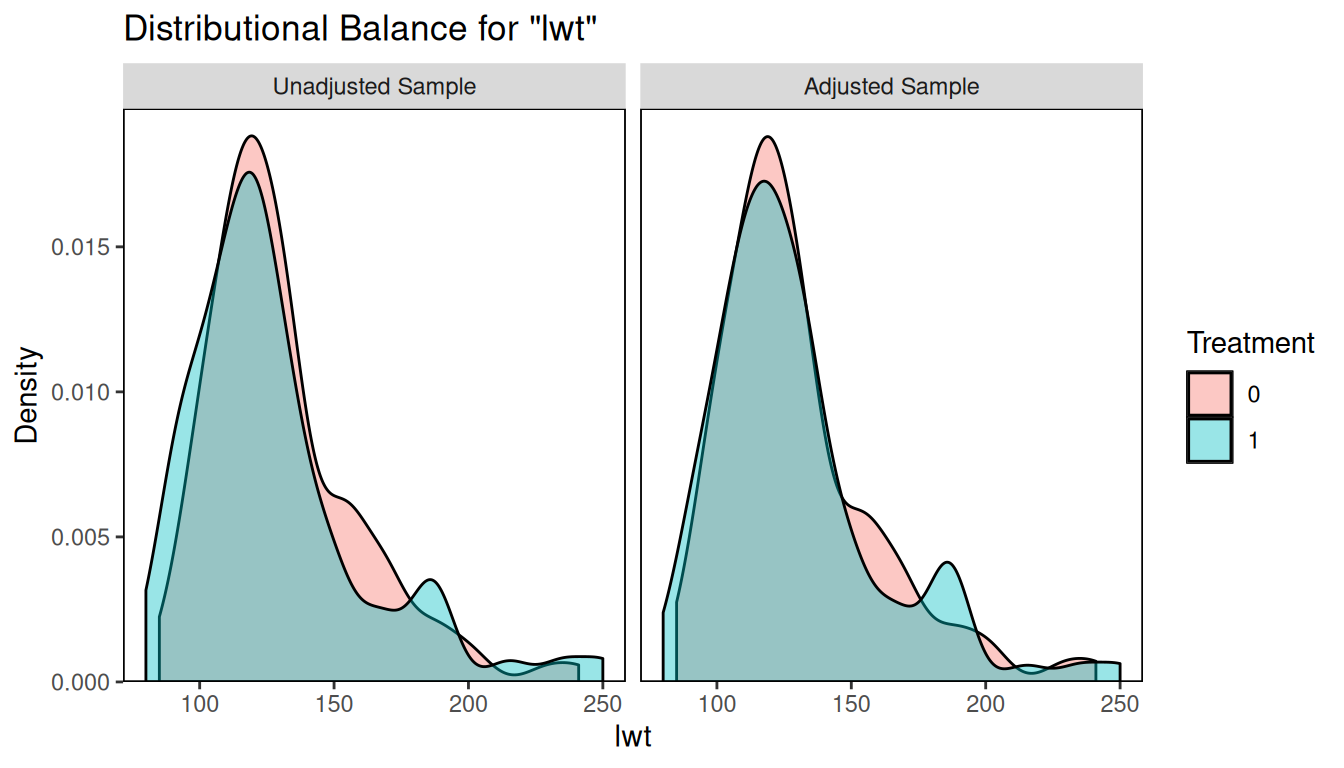 Distributional Balance for "lwt"
Unadjusted Sample
Adjusted Sample
Density
0.015
0.010
0.005
0.000
100
150
200
250
100
150
200
250
lwt
Treatment
0
1